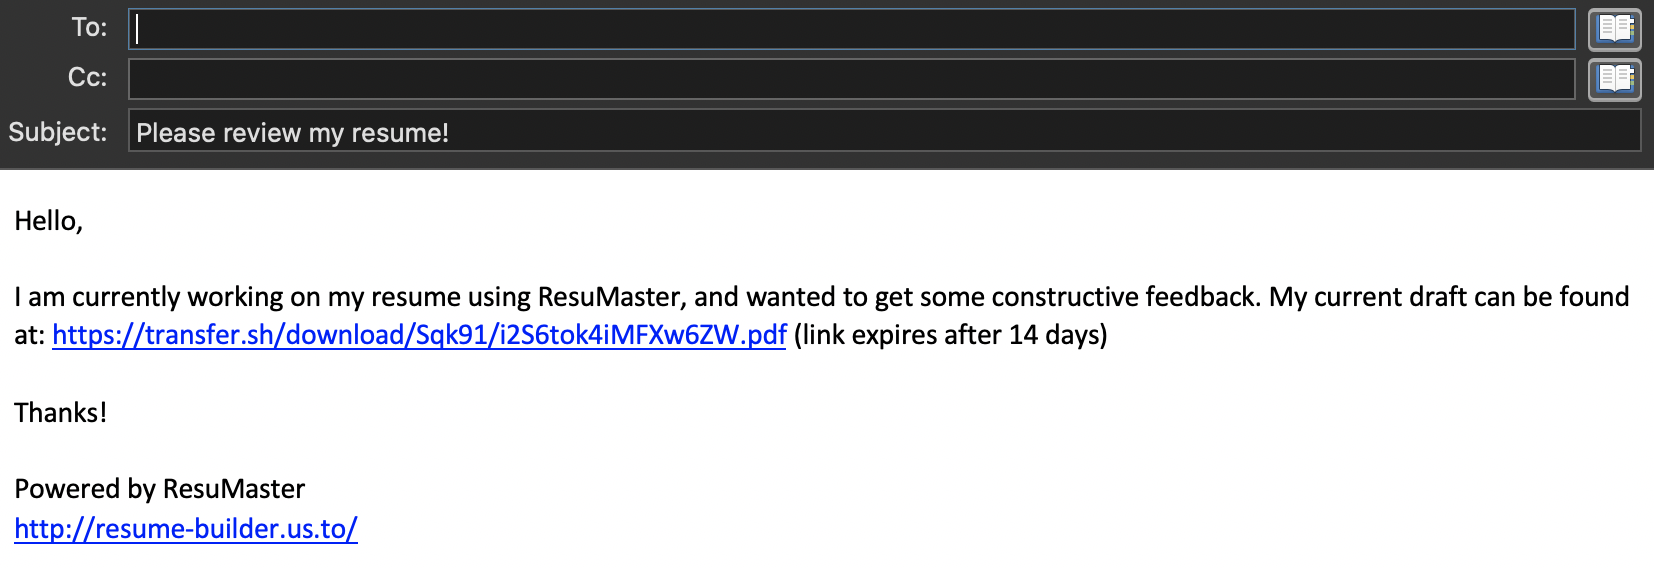 To:
Cc:
Subject: Please review my resume!
Hello,
I am currently working on my resume using ResuMaster, and wanted to get some constructive feedback. My current draft can be found
at: https://transfer.sh/download/Sqk91/i2S6tok4iMFXw6ZW.pdf (link expires after 14 days)
Thanks!
Powered by ResuMaster
http://resume-builder.us.to/